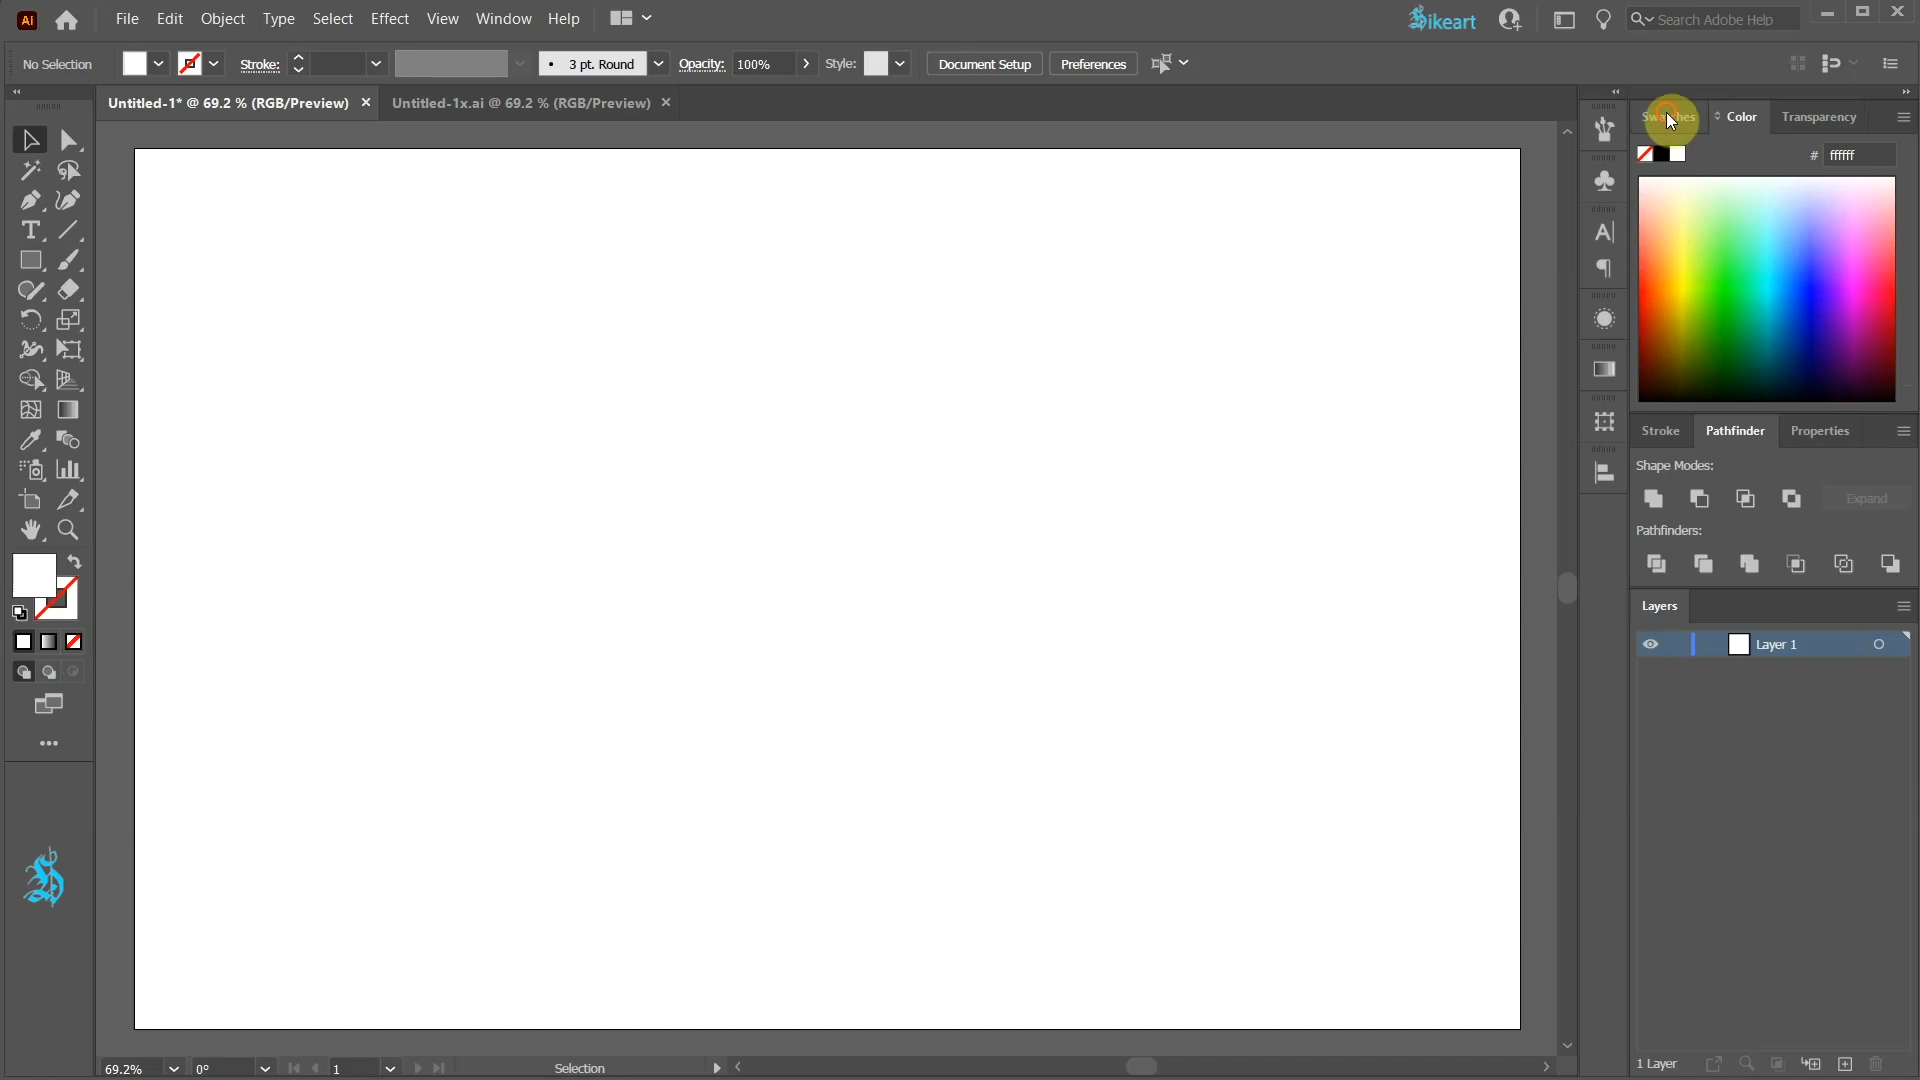 Ai File Edit Object Type Select Effect View Window Help Sikeart Search Adobe Help
No Selection Stroke: 3 pt. Round Opacity: 100% Style: Document Setup Preferences
Untitled-1* @ 69.2 % (RGB/Preview) Untitled-1x.ai @ 69.2 % (RGB/Preview)
Swatches Color Transparency
# ffffff
Stroke Pathfinder Properties
Shape Modes:
Expand
Pathfinders:
Layers
Layer 1
1 Layer
69.2% 0° 1 Selection